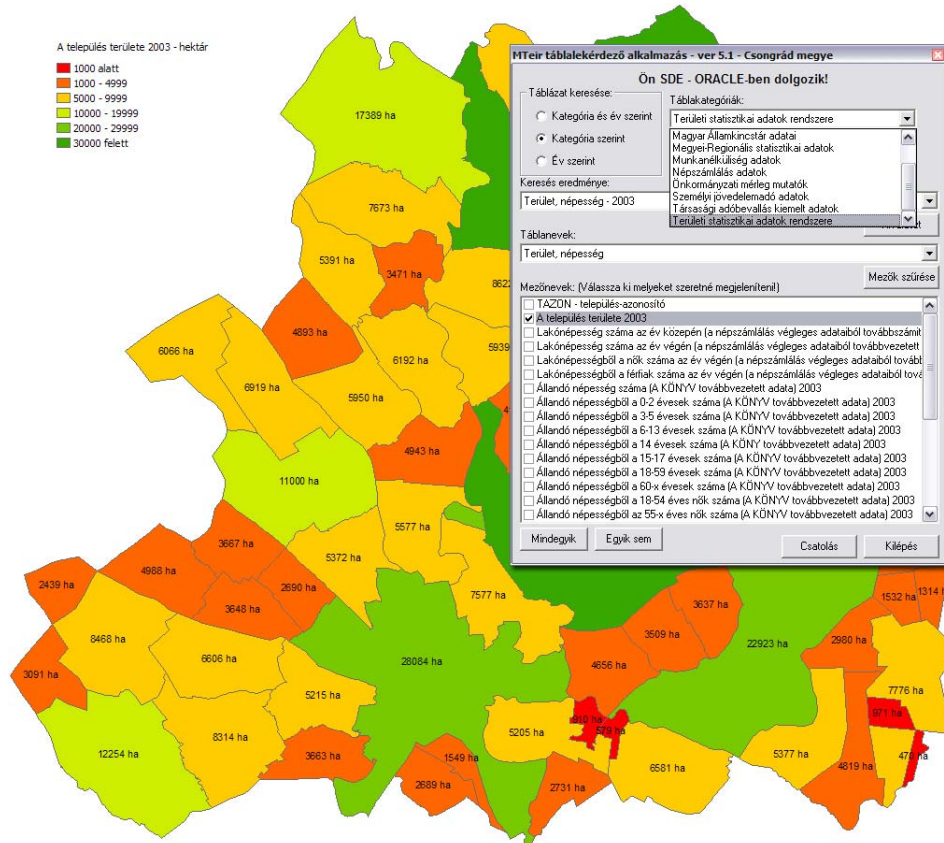 A település területe 2003 - hektár
1000 alatt
1000 - 4999
5000 - 9999
10000 - 19999
20000 - 29999
30000 felett
MTeir táblalekérdező alkalmazás - ver 5.1 - Csongrád megye
Ön SDE - ORACLE-ben dolgozik!
Táblázat keresése:
Kategória és év szerint
Kategória szerint
Év szerint
Táblakategóriák:
Területi statisztikai adatok rendszere
Magyar Államkincstár adatai
Megyei-Regionális statisztikai adatok
Munkanélküliség adatok
Népszámlálás adatok
Önkormányzati mérleg mutatók
Személyi jövedelemadó adatok
Társasági adóbevallás kiemelt adatok
Területi statisztikai adatok rendszere
Keresés eredménye:
Terület, népesség - 2003
Táblanevek:
Terület, népesség
Mezők szűrése
Mezőnevek: (Válassza ki melyeket szeretné megjeleníteni!)
TAZON - település-azonosító
A település területe 2003
Lakónépesség száma az év közepén (a népszámlálás végleges adataiból továbbszámít
Lakónépesség száma az év végén (a népszámlálás végleges adataiból továbbvezetett
Lakónépességből a nők száma az év végén (a népszámlálás végleges adataiból tovább
Lakónépességből a férfiak száma az év végén (a népszámlálás végleges adataiból tová
Állandó népesség száma (A KÖNYV továbbvezetett adata) 2003
Állandó népességből a 0-2 évesek száma (A KÖNYV továbbvezetett adata) 2003
Állandó népességből a 3-5 évesek száma (A KÖNYV továbbvezetett adata) 2003
Állandó népességből a 6-13 évesek száma (A KÖNYV továbbvezetett adata) 2003
Állandó népességből a 14 évesek száma (A KÖNY továbbvezetett adata) 2003
Állandó népességből a 15-17 évesek száma (A KÖNYV továbbvezetett adata) 2003
Állandó népességből a 18-59 évesek száma (A KÖNYV továbbvezetett adata) 2003
Állandó népességből a 60-x évesek száma (A KÖNYV továbbvezetett adata) 2003
Állandó népességből a 18-54 éves nők száma (A KÖNYV továbbvezetett adata) 2003
Állandó népességből az 55-x éves nők száma (A KÖNYV továbbvezetett adata) 2003
Mindegyik
Egyik sem
Csatolás
Kilépés
17389 ha
7673 ha
5391 ha
3471 ha
8622
4893 ha
6066 ha
6192 ha
5939
6919 ha
5950 ha
4943 ha
11000 ha
5577 ha
3667 ha
5372 ha
4988 ha
2439 ha
2690 ha
3648 ha
7577 ha
3637 ha
1532 ha
1314 h
3509 ha
2980 ha
22923 ha
8468 ha
6606 ha
28084 ha
4656 ha
3091 ha
5215 ha
7776 ha
971 ha
910 ha
579 ha
5205 ha
8314 ha
12254 ha
3663 ha
1549 ha
5377 ha
470 ha
6581 ha
4819 ha
2689 ha
2731 ha